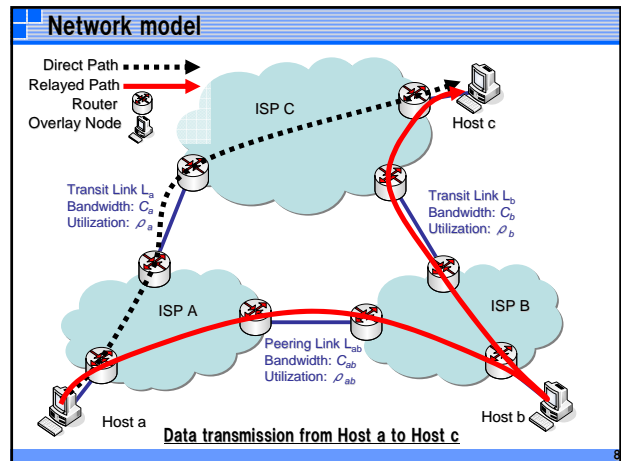 Network model
Direct Path
Relayed Path
Router
Overlay Node
ISP C
Host c
Transit Link La
Bandwidth: Ca
Utilization: ρa
Transit Link Lb
Bandwidth: Cb
Utilization: ρb
ISP A
ISP B
Peering Link Lab
Bandwidth: Cab
Utilization: ρab
Host a
Host b
Data transmission from Host a to Host c
8